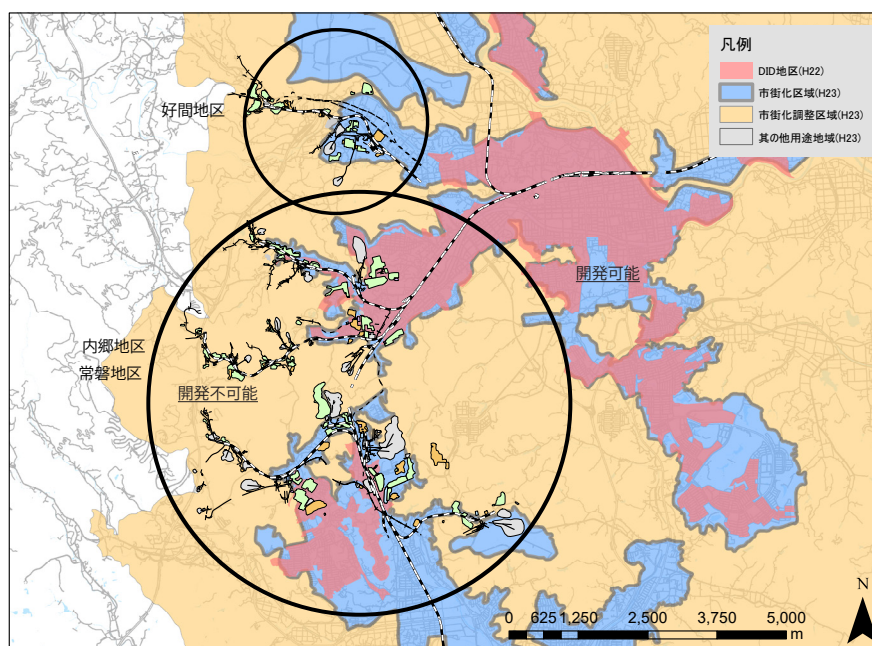 凡例
DID地区(H22)
市街化区域(H23)
市街化調整区域(H23)
其の他用途地域(H23)
好間地区
開発可能
内郷地区
常磐地区
開発不可能
N
0 625 1,250 2,500 3,750 5,000
m